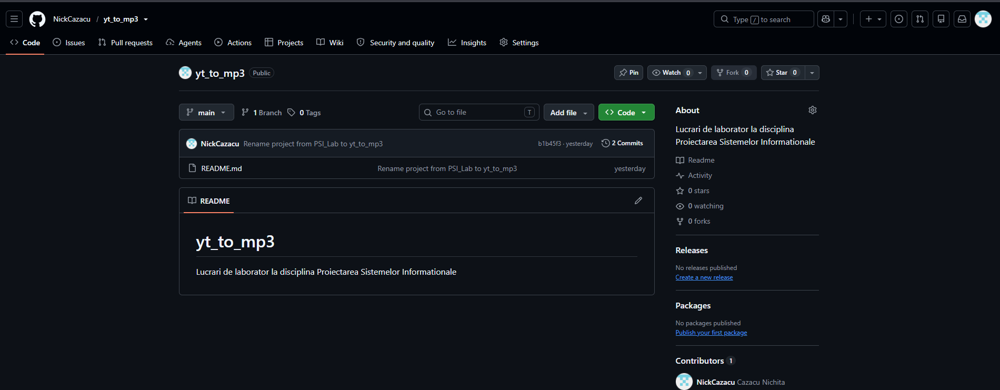 NickCazacu / yt_to_mp3
Type / to search
Code Issues Pull requests Agents Actions Projects Wiki Security and quality Insights Settings
yt_to_mp3 Public
Pin Watch 0 Fork 0 Star 0
main 1 Branch 0 Tags Go to file T Add file Code
NickCazacu Rename project from PSI_Lab to yt_to_mp3 b1b45f3 · yesterday 2 Commits
README.md Rename project from PSI_Lab to yt_to_mp3 yesterday
README
yt_to_mp3
Lucrari de laborator la disciplina Proiectarea Sistemelor Informationale
About
Lucrari de laborator la disciplina
Proiectarea Sistemelor Informationale
Readme
Activity
0 stars
0 watching
0 forks
Releases
No releases published
Create a new release
Packages
No packages published
Publish your first package
Contributors 1
NickCazacu Cazacu Nichita